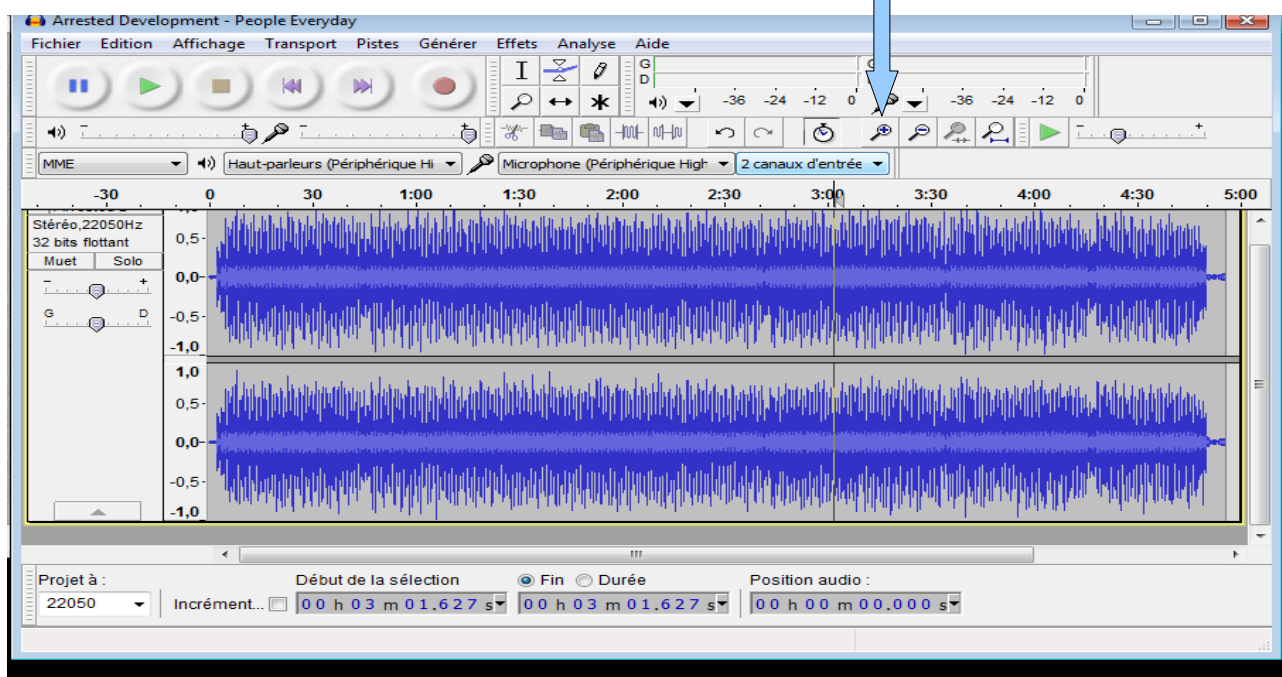 Arrested Development - People Everyday
Fichier Edition Affichage Transport Pistes Générer Effets Analyse Aide
G
D
-36 -24 -12 0
-36 -24 -12 0
MME Haut-parleurs (Périphérique Hi Microphone (Périphérique High 2 canaux d'entrée
-30 0 30 1:00 1:30 2:00 2:30 3:00 3:30 4:00 4:30 5:00
Stéréo,22050Hz
32 bits flottant
Muet Solo
- +
G D
0,5
0,0
-0,5
-1,0
1,0
0,5
0,0
-0,5
-1,0
Projet à : Début de la sélection Fin Durée Position audio :
22050 Incrément... 00 h 03 m 01.627 s 00 h 03 m 01.627 s 00 h 00 m 00.000 s